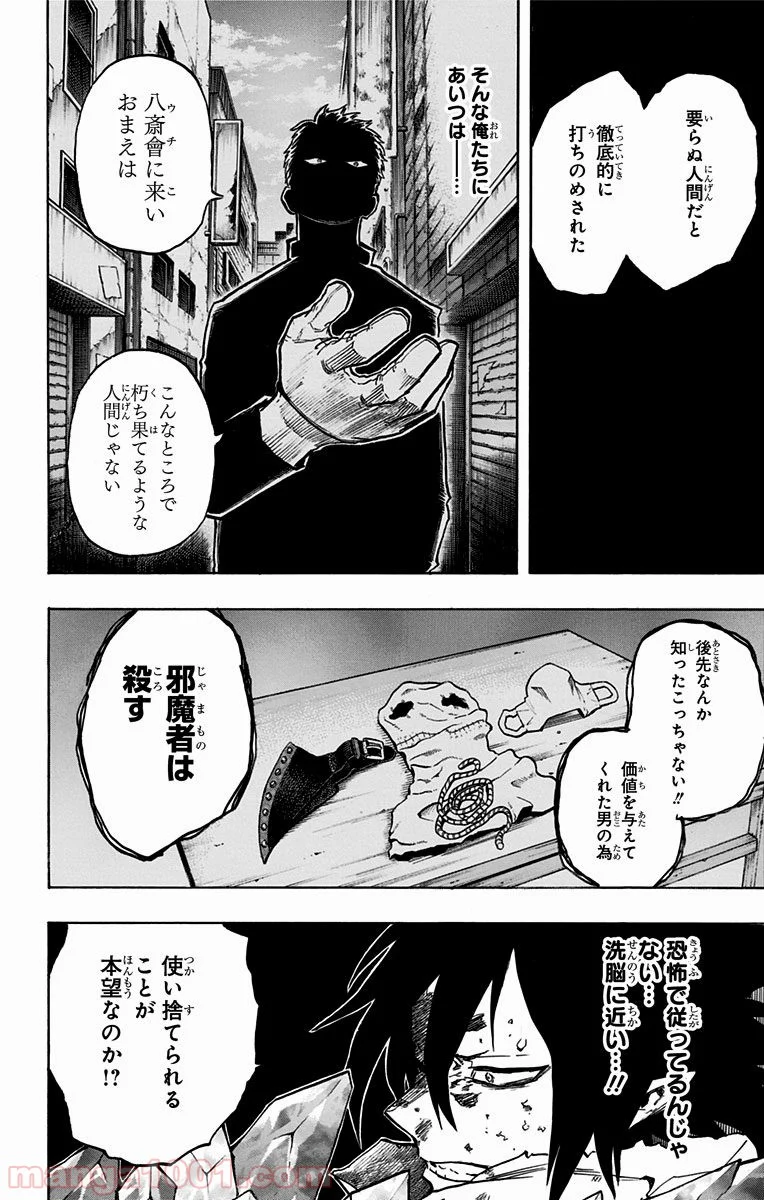 要らぬ人間だと
徹底的に
打ちのめされた
そんな俺たちに
あいつは──…
八斎會に来い
おまえは
こんなところで
朽ち果てるような
人間じゃない
後先なんか
知ったこっちゃない!!
価値を与えて
くれた男の為
邪魔者は
殺す
恐怖で従ってるんじゃ
ない…
洗脳に近い…!!
使い捨てられる
ことが
本望なのか!?
manga1001.com